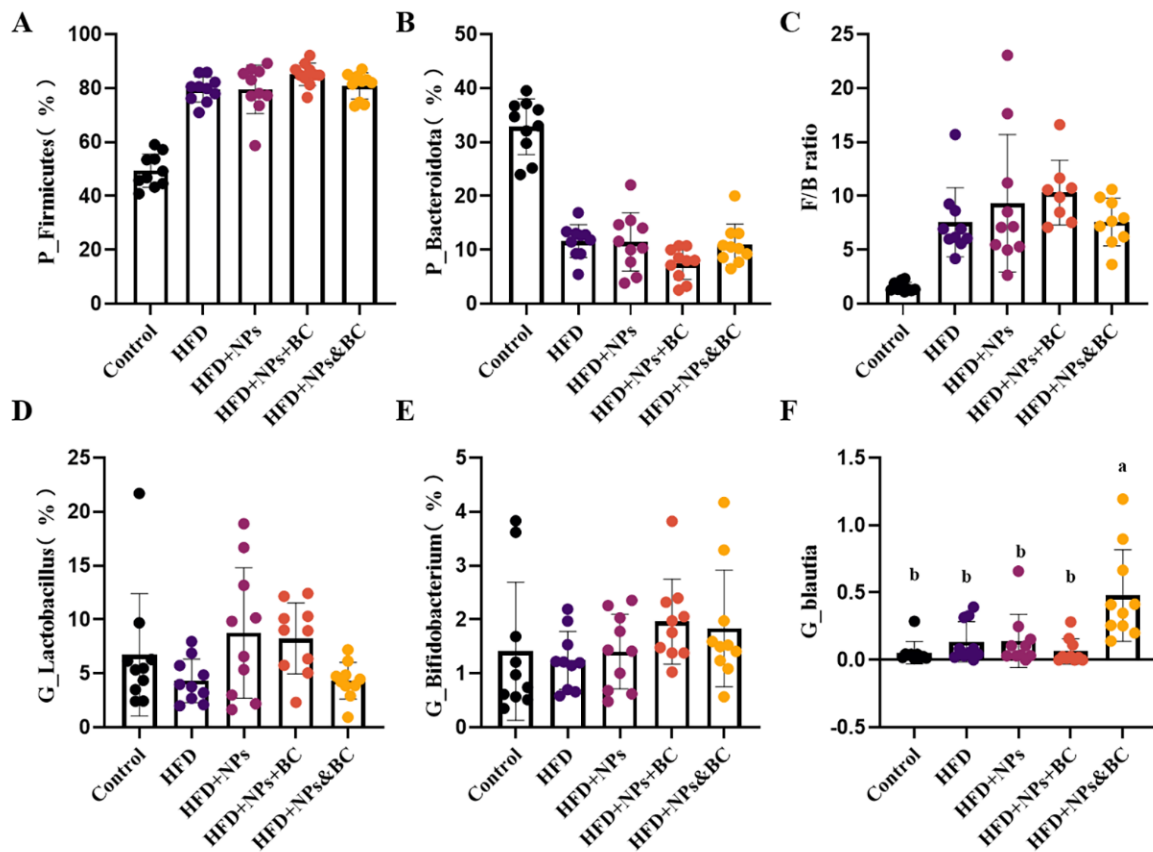 A
P_Firmicutes( % )
100
80
60
40
20
0
Control
HFD
HFD+NPs
HFD+NPs+BC
HFD+NPs&BC
B
P_Bacteroidota( % )
50
40
30
20
10
0
Control
HFD
HFD+NPs
HFD+NPs+BC
HFD+NPs&BC
C
F/B ratio
25
20
15
10
5
0
Control
HFD
HFD+NPs
HFD+NPs+BC
HFD+NPs&BC
D
G_Lactobacillus( % )
25
20
15
10
5
0
Control
HFD
HFD+NPs
HFD+NPs+BC
HFD+NPs&BC
E
G_Bifidobacterium( % )
5
4
3
2
1
0
Control
HFD
HFD+NPs
HFD+NPs+BC
HFD+NPs&BC
F
G_blautia
1.5
1.0
0.5
0.0
-0.5
b
b
b
b
a
Control
HFD
HFD+NPs
HFD+NPs+BC
HFD+NPs&BC